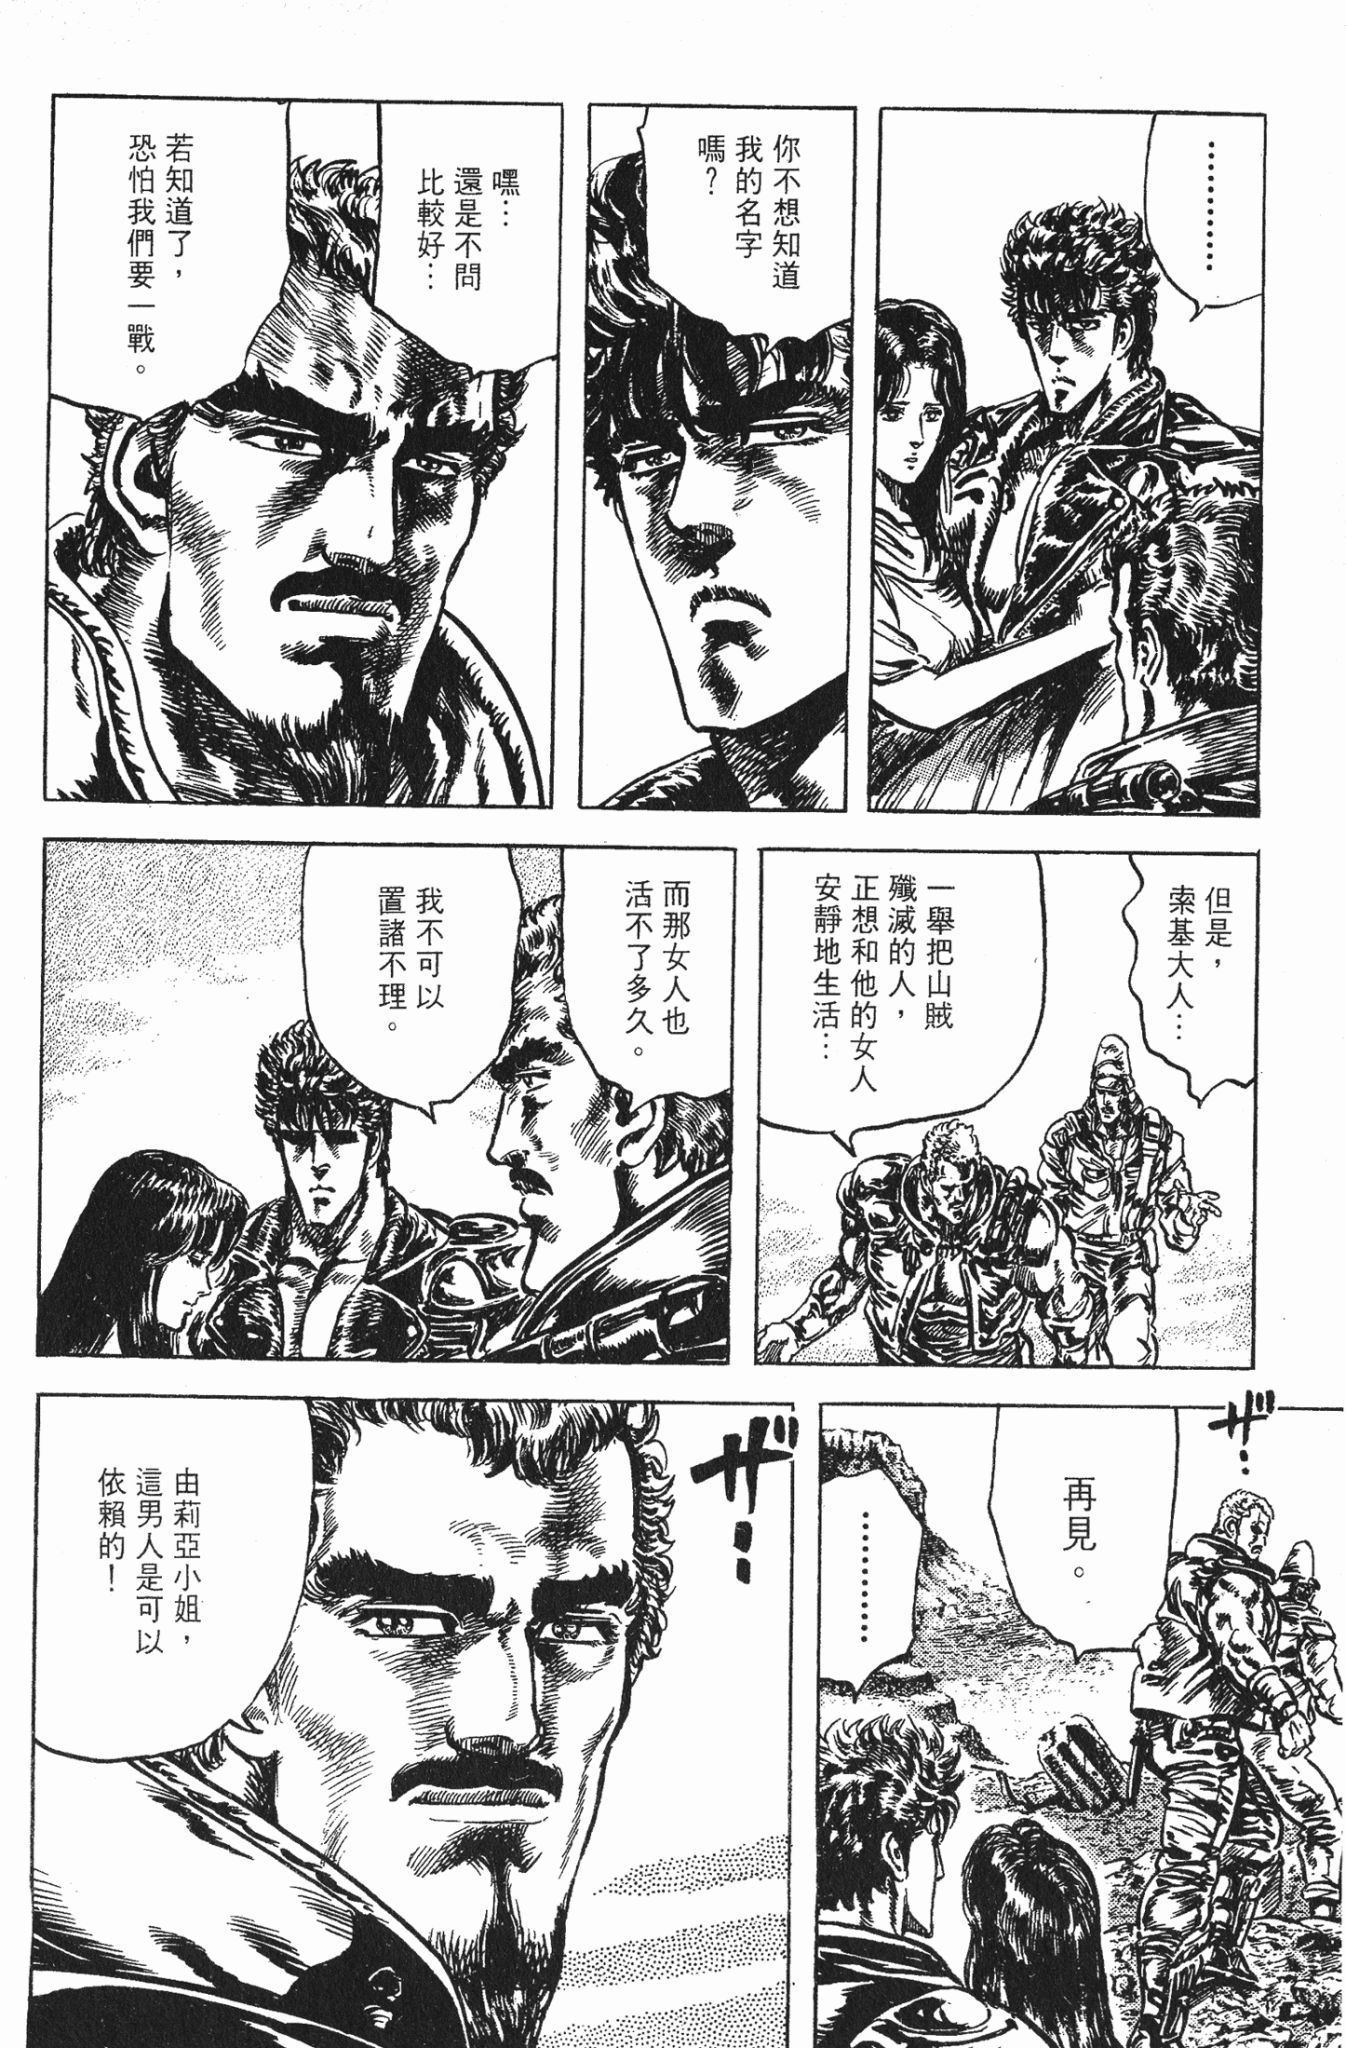 …………
你不想知道
我的名字
嗎？
嘿…
還是不問
比較好…
若知道了，
恐怕我們要一戰。
但是，
索基大人…
一舉把山賊
殲滅的人，
正想和他的女人
安靜地生活…
而那女人也
活不了多久。
我不可以
置諸不理。
ザ・・
再見。
…………
ザ・・
由莉亞小姐，
這男人是可以
依賴的！